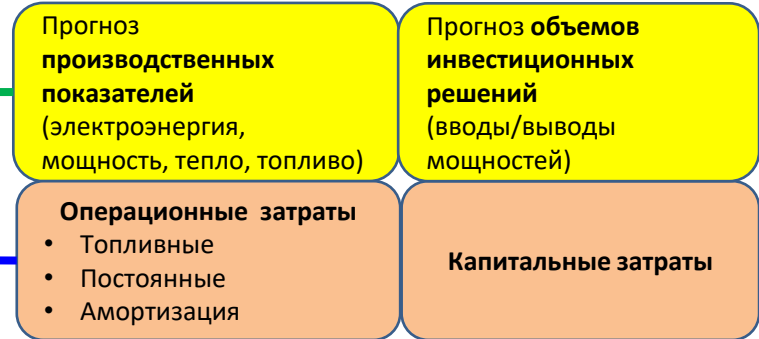 Прогноз
производственных
показателей
(электроэнергия,
мощность, тепло, топливо)
Прогноз объемов
инвестиционных
решений
(вводы/выводы
мощностей)
Операционные затраты
• Топливные
• Постоянные
• Амортизация
Капитальные затраты